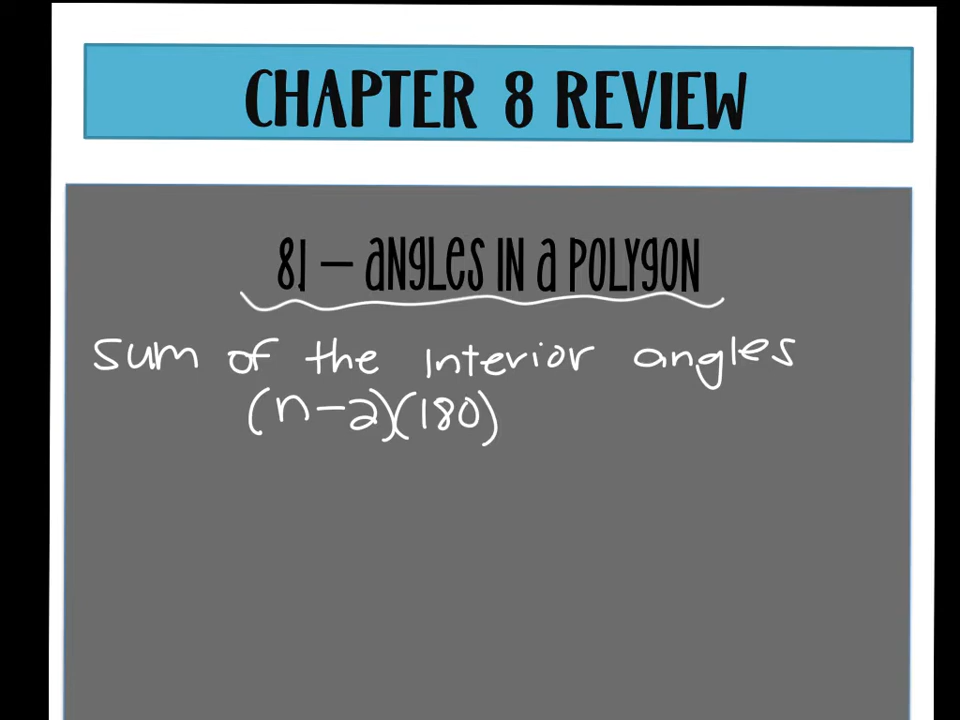 CHAPTER 8 REVIEW
8.1 – ANGLES IN A POLYGON
Sum of the interior angles
(n-2)(180)